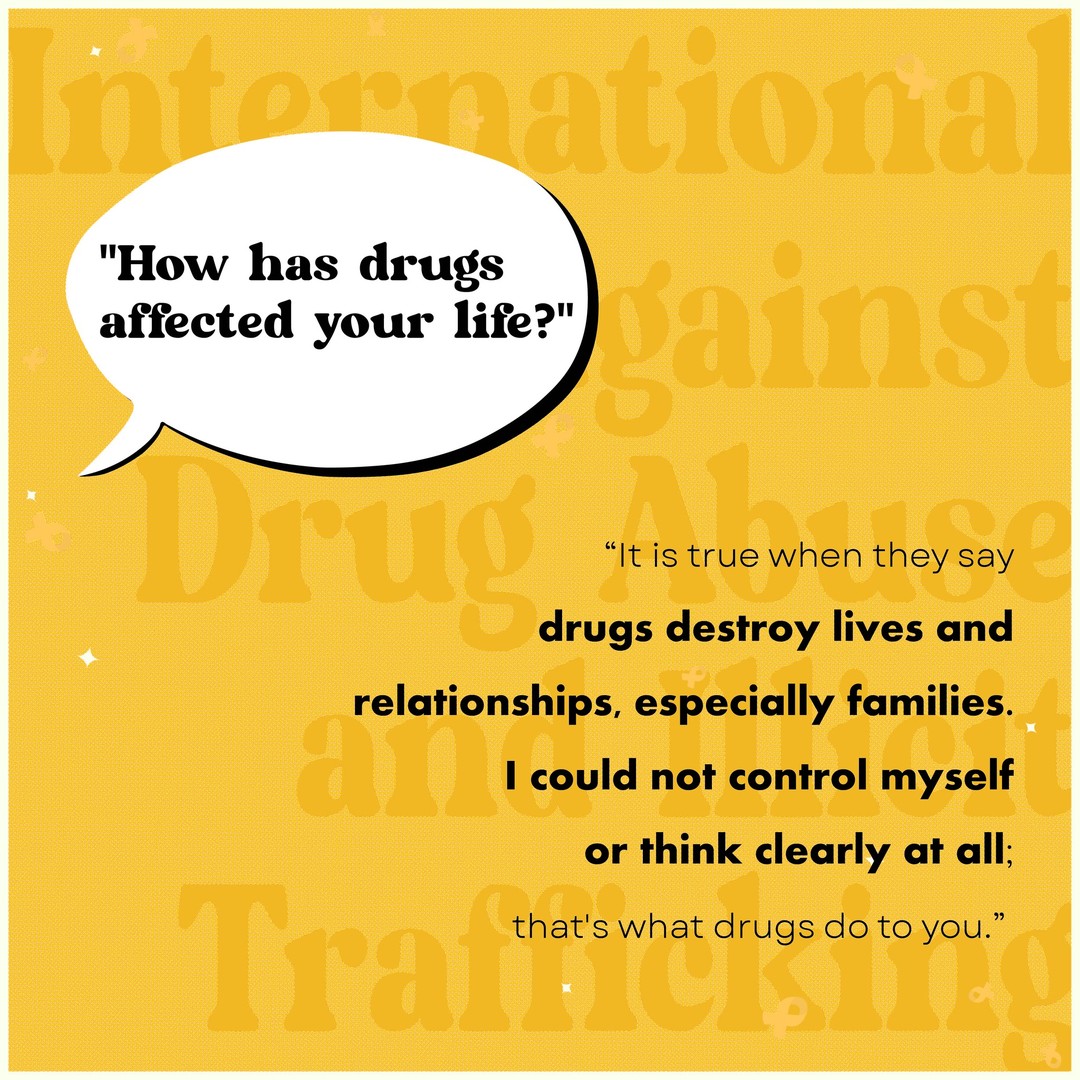 International
"How has drugs
affected your life?"
gainst
Drug Abuse
“It is true when they say
drugs destroy lives and
relationships, especially families.
and Illicit
I could not control myself
or think clearly at all;
that's what drugs do to you.”
Trafficking